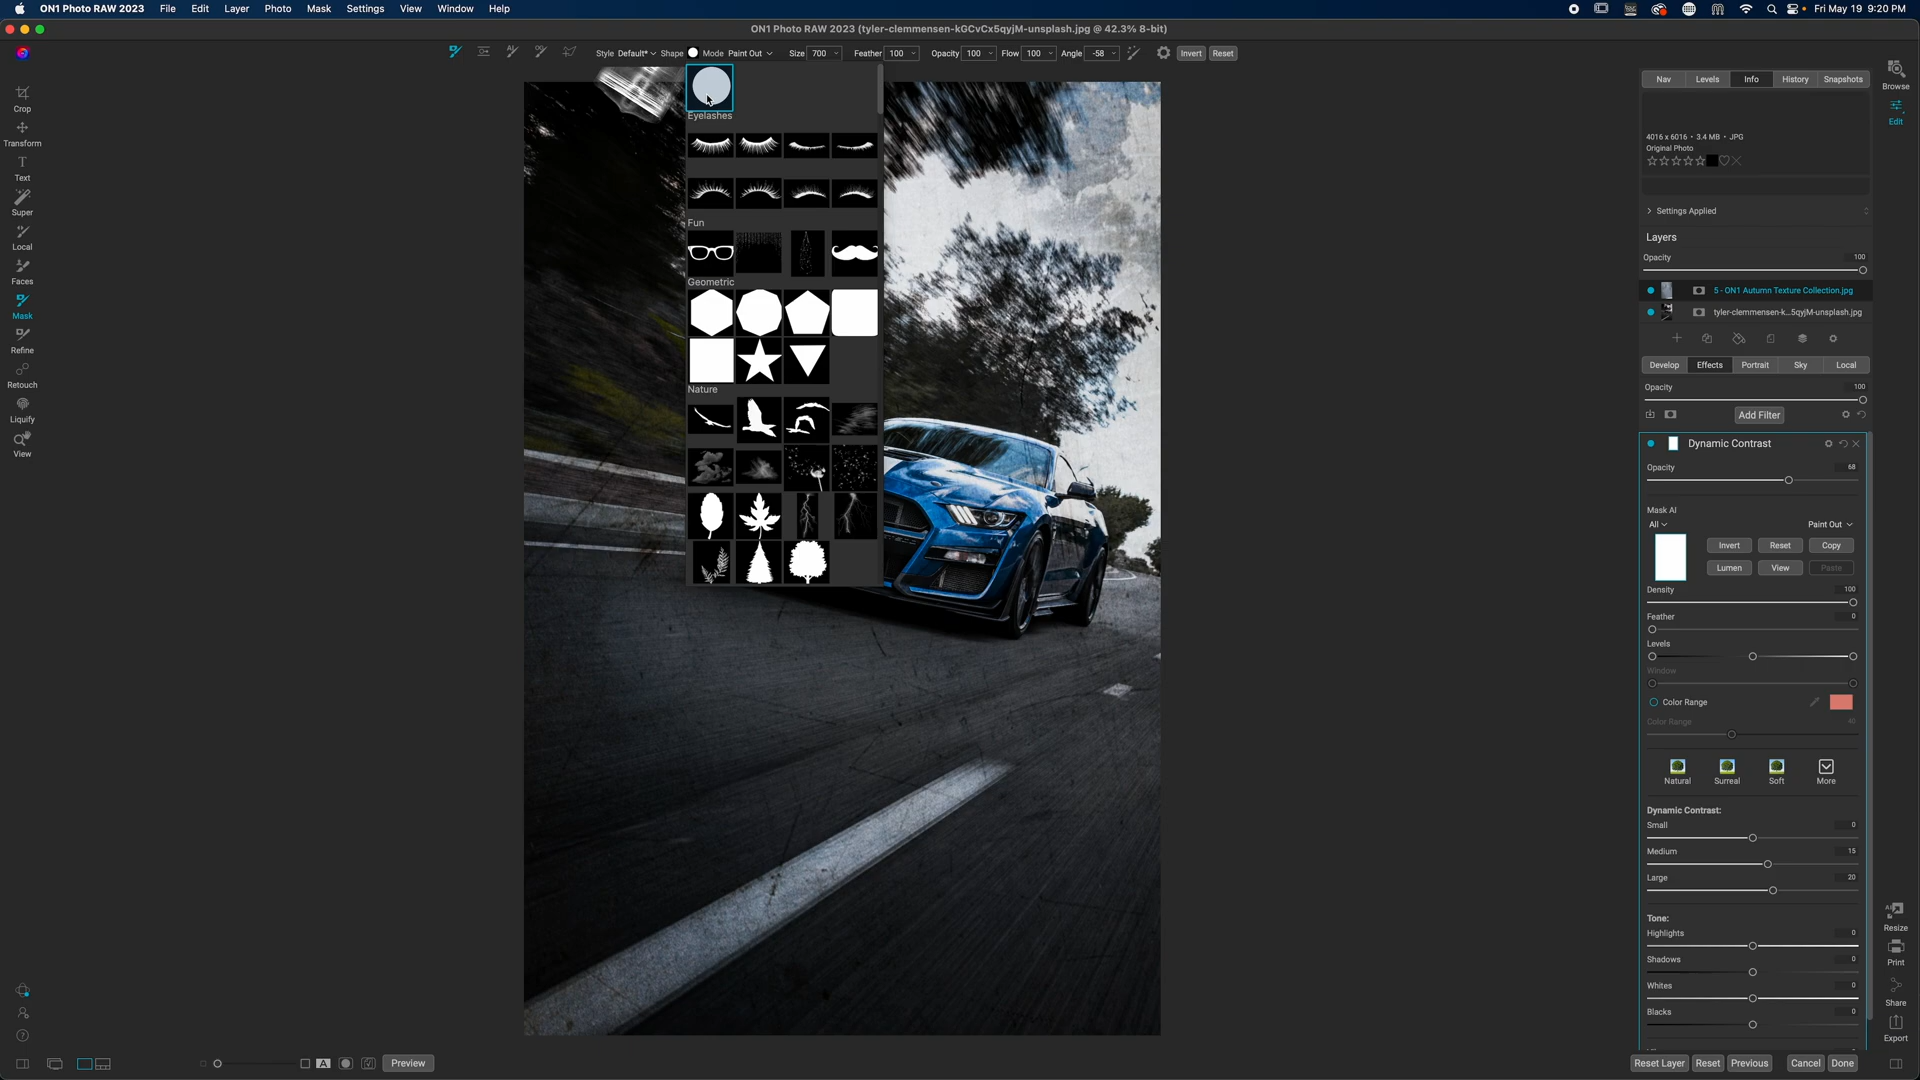 ON1 Photo RAW 2023 File Edit Layer Photo Mask Settings View Window Help Fri May 19 9:20 PM
ON1 Photo RAW 2023 (tyler-clemmensen-kGCvCx5qyjM-unsplash.jpg @ 42.3% 8-bit)
Style Default* Shape Mode Paint Out Size 700 Feather 100 Opacity 100 Flow 100 Angle -58 Invert Reset
Crop
Transform
Text
Super
Local
Faces
Mask
Refine
Retouch
Liquify
View
Eyelashes
Fun
Geometric
Nature
Nav Levels Info History Snapshots
4016 x 6016 • 3.4 MB • JPG
Original Photo
Settings Applied
Layers
Opacity 100
5 - ON1 Autumn Texture Collection.jpg
tyler-clemmensen-k...5qyjM-unsplash.jpg
Develop Effects Portrait Sky Local
Opacity 100
Add Filter
Dynamic Contrast
Opacity 68
Mask AI
All Paint Out
Invert Reset Copy
Lumen View Paste
Density 100
Feather 0
Levels
Window
Color Range
Color Range 40
Natural Surreal Soft More
Dynamic Contrast:
Small 0
Medium 15
Large 20
Tone:
Highlights 0
Shadows 0
Whites 0
Blacks 0
Browse
Edit
Resize
Print
Share
Export
A Preview
Reset Layer Reset Previous Cancel Done